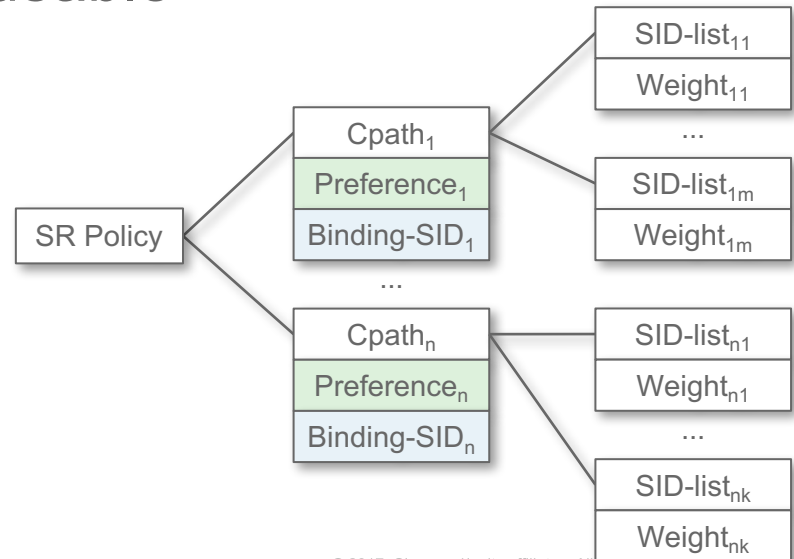 SR Policy
Cpath₁
Preference₁
Binding-SID₁
...
Cpathₙ
Preferenceₙ
Binding-SIDₙ
SID-list₁₁
Weight₁₁
...
SID-list₁ₘ
Weight₁ₘ
SID-listₙ₁
Weightₙ₁
...
SID-listₙₖ
Weightₙₖ